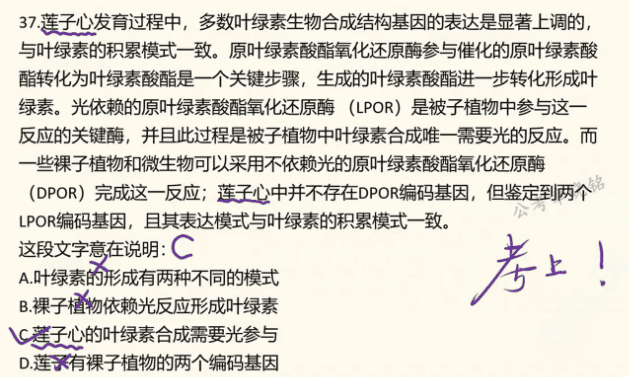 37.莲子心发育过程中，多数叶绿素生物合成结构基因的表达是显著上调的，
与叶绿素的积累模式一致。原叶绿素酸酯氧化还原酶参与催化的原叶绿素酸
酯转化为叶绿素酸酯是一个关键步骤，生成的叶绿素酸酯进一步转化形成叶
绿素。光依赖的原叶绿素酸酯氧化还原酶 （LPOR）是被子植物中参与这一
反应的关键酶，并且此过程是被子植物中叶绿素合成唯一需要光的反应。而
一些裸子植物和微生物可以采用不依赖光的原叶绿素酸酯氧化还原酶
（DPOR）完成这一反应；莲子心中并不存在DPOR编码基因，但鉴定到两个
LPOR编码基因，且其表达模式与叶绿素的积累模式一致。
这段文字意在说明：C
A.叶绿素的形成有两种不同的模式
B.裸子植物依赖光反应形成叶绿素
C.莲子心的叶绿素合成需要光参与
D.莲子有裸子植物的两个编码基因
考上！